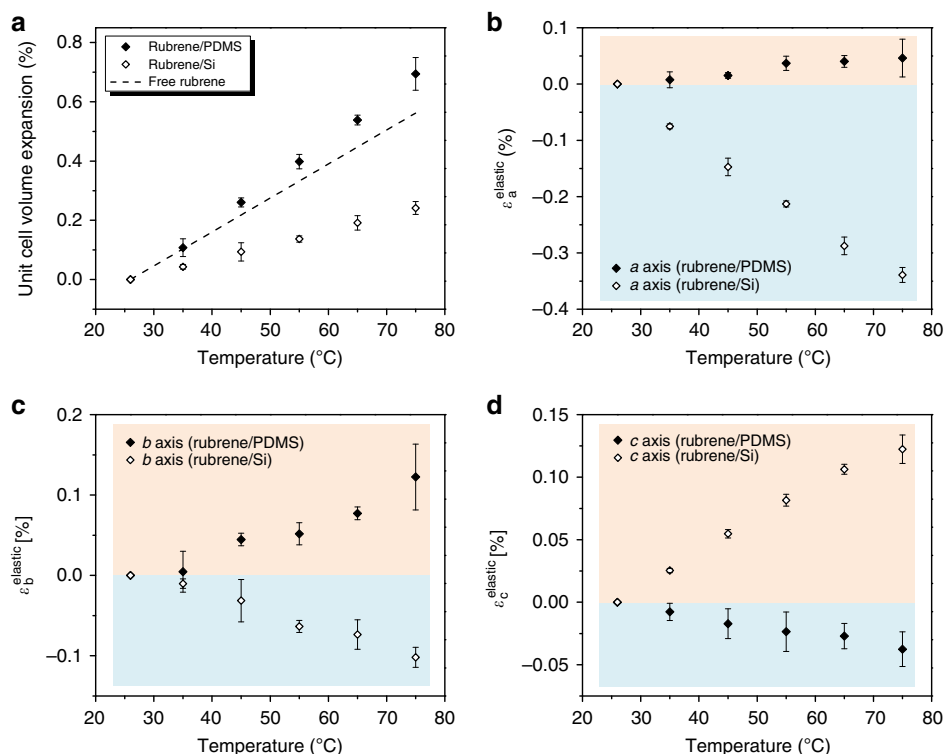 a
0.8
0.6
0.4
0.2
0.0
Unit cell volume expansion (%)
Rubrene/PDMS
Rubrene/Si
Free rubrene
20 30 40 50 60 70 80
Temperature (°C)
b
0.1
0.0
−0.1
−0.2
−0.3
−0.4
ε_a^elastic (%)
a axis (rubrene/PDMS)
a axis (rubrene/Si)
20 30 40 50 60 70 80
Temperature (°C)
c
0.2
0.1
0.0
−0.1
ε_b^elastic [%]
b axis (rubrene/PDMS)
b axis (rubrene/Si)
20 30 40 50 60 70 80
Temperature (°C)
d
0.15
0.10
0.05
0.00
−0.05
ε_c^elastic [%]
c axis (rubrene/PDMS)
c axis (rubrene/Si)
20 30 40 50 60 70 80
Temperature (°C)